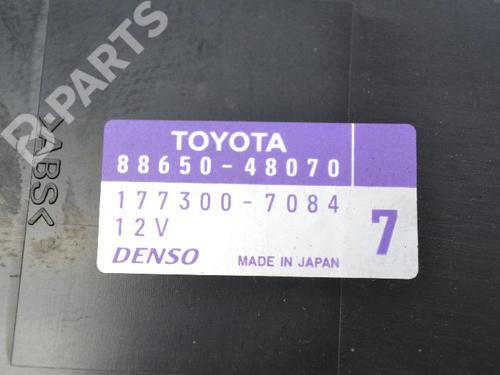 B-PARTS
TOYOTA
88650-48070
177300-7084
12V
7
DENSO
MADE IN JAPAN
>ABS<